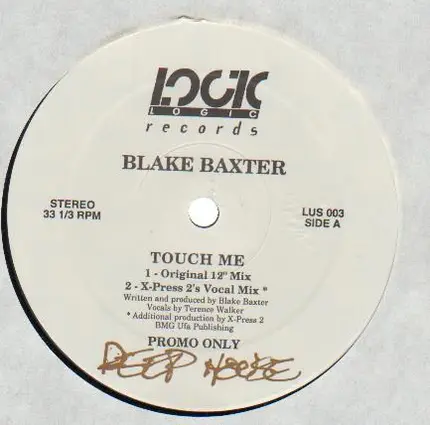 LOGIC
LOGIC
records
BLAKE BAXTER
STEREO
33 1/3 RPM
LUS 003
SIDE A
TOUCH ME
1 - Original 12" Mix
2 - X-Press 2's Vocal Mix *
Written and produced by Blake Baxter
Vocals by Terence Walker
* Additional production by X-Press 2
BMG Ufa Publishing
PROMO ONLY
DEEP HOUSE